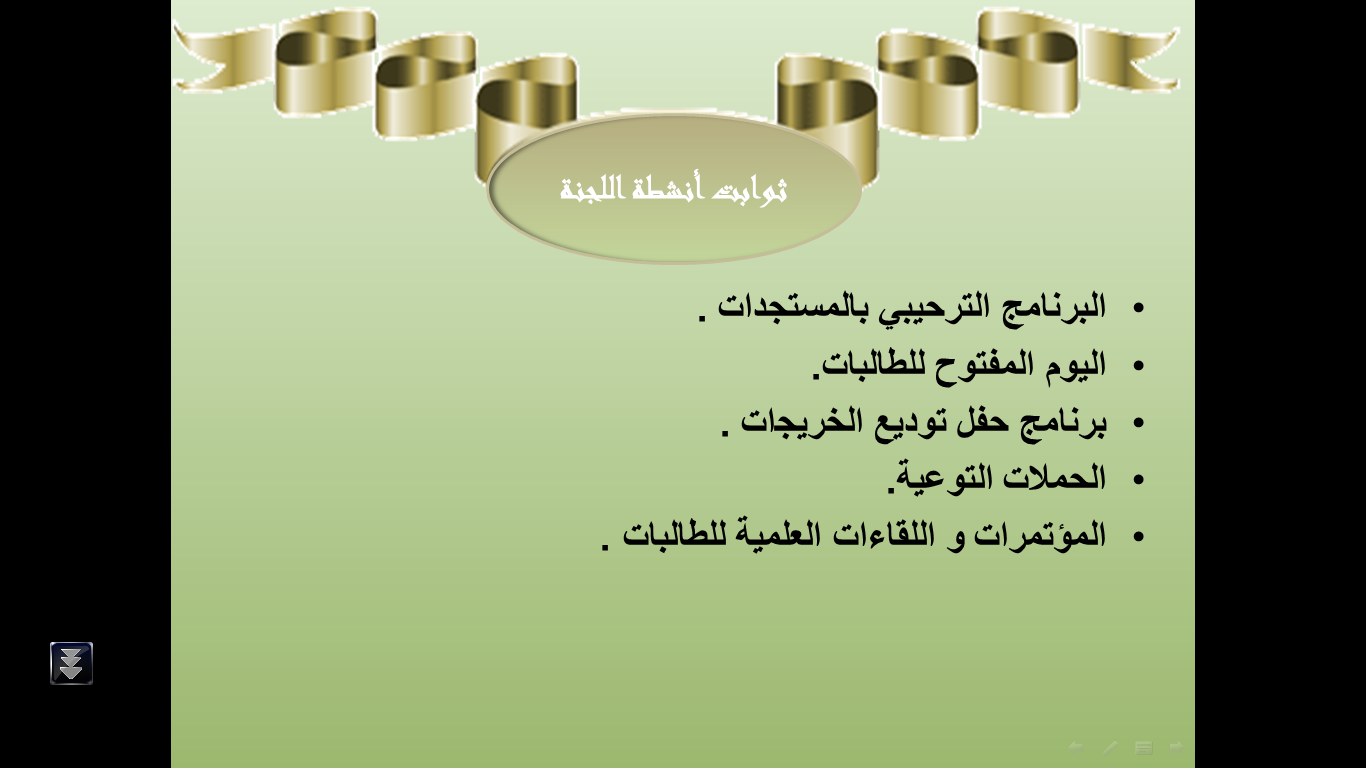 ثوابت أنشطة اللجنة
• البرنامج الترحيبي بالمستجدات .
• اليوم المفتوح للطالبات.
• برنامج حفل توديع الخريجات .
• الحملات التوعية.
• المؤتمرات و اللقاءات العلمية للطالبات .